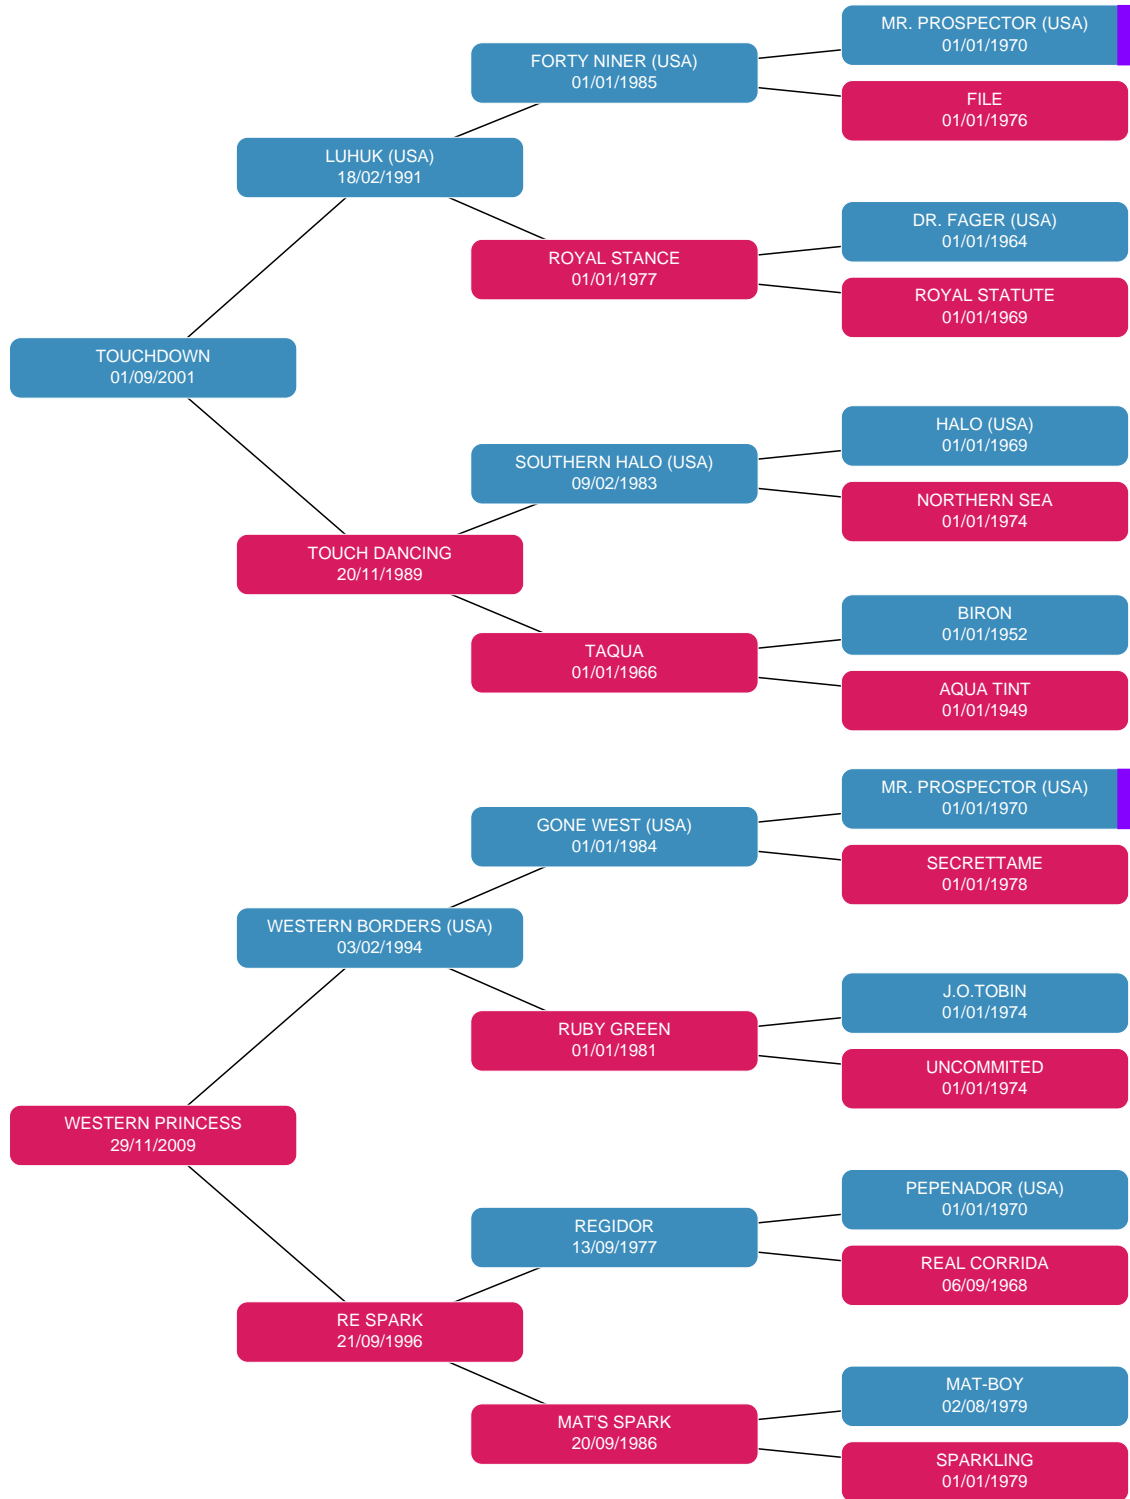 MR. PROSPECTOR (USA)
01/01/1970
FORTY NINER (USA)
01/01/1985
FILE
01/01/1976
LUHUK (USA)
18/02/1991
DR. FAGER (USA)
01/01/1964
ROYAL STANCE
01/01/1977
ROYAL STATUTE
01/01/1969
TOUCHDOWN
01/09/2001
HALO (USA)
01/01/1969
SOUTHERN HALO (USA)
09/02/1983
NORTHERN SEA
01/01/1974
TOUCH DANCING
20/11/1989
BIRON
01/01/1952
TAQUA
01/01/1966
AQUA TINT
01/01/1949
MR. PROSPECTOR (USA)
01/01/1970
GONE WEST (USA)
01/01/1984
SECRETTAME
01/01/1978
WESTERN BORDERS (USA)
03/02/1994
J.O.TOBIN
01/01/1974
RUBY GREEN
01/01/1981
UNCOMMITED
01/01/1974
WESTERN PRINCESS
29/11/2009
PEPENADOR (USA)
01/01/1970
REGIDOR
13/09/1977
REAL CORRIDA
06/09/1968
RE SPARK
21/09/1996
MAT-BOY
02/08/1979
MAT'S SPARK
20/09/1986
SPARKLING
01/01/1979